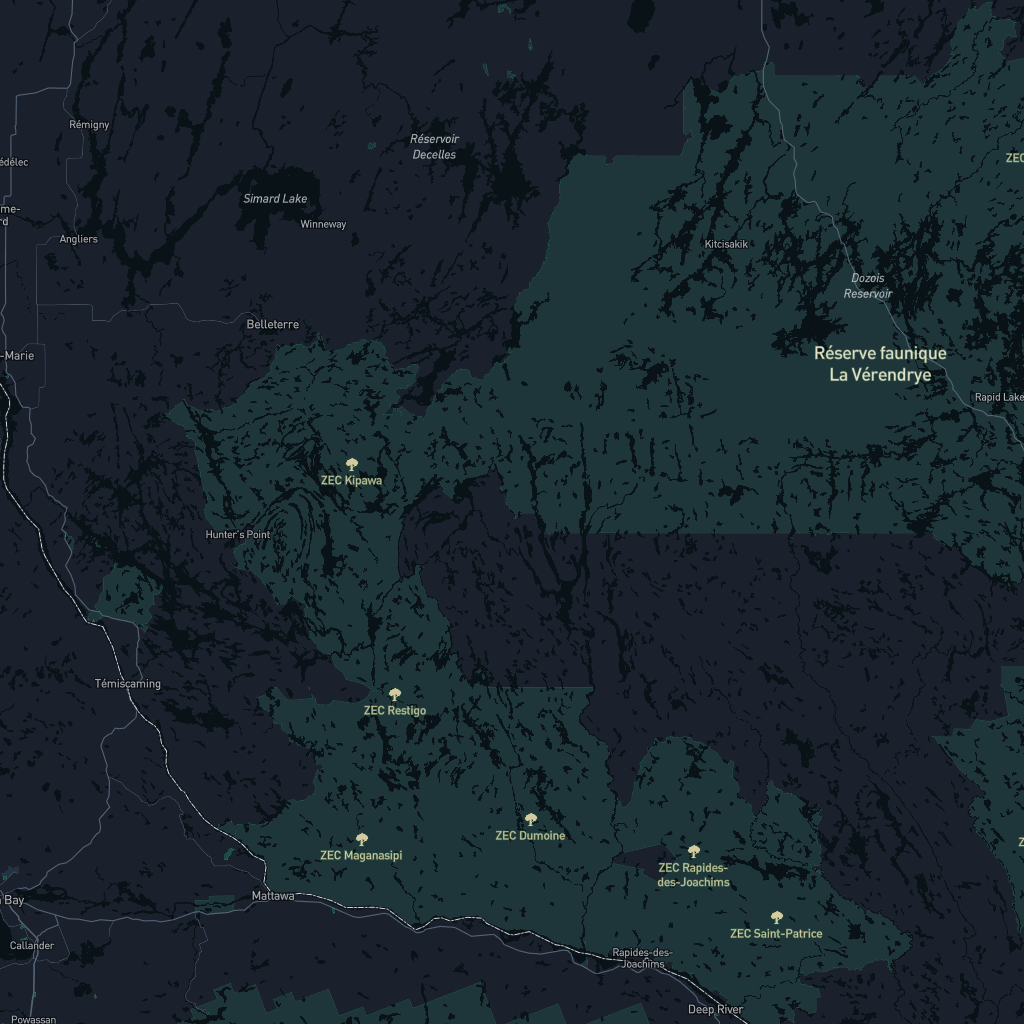 Rémigny
Réservoir
Decelles
édélec
ZEC
Simard Lake
me-
rd
Winneway
Angliers
Kitcisakik
Dozois
Reservoir
Belleterre
-Marie
Réserve faunique
La Vérendrye
Rapid Lake
ZEC Kipawa
Hunter's Point
Témiscaming
ZEC Restigo
ZEC Dumoine
ZEC Maganasipi
ZEC Rapides-
des-Joachims
Mattawa
Bay
ZEC Saint-Patrice
Callander
Rapides-des-
Joachims
Deep River
Powassan